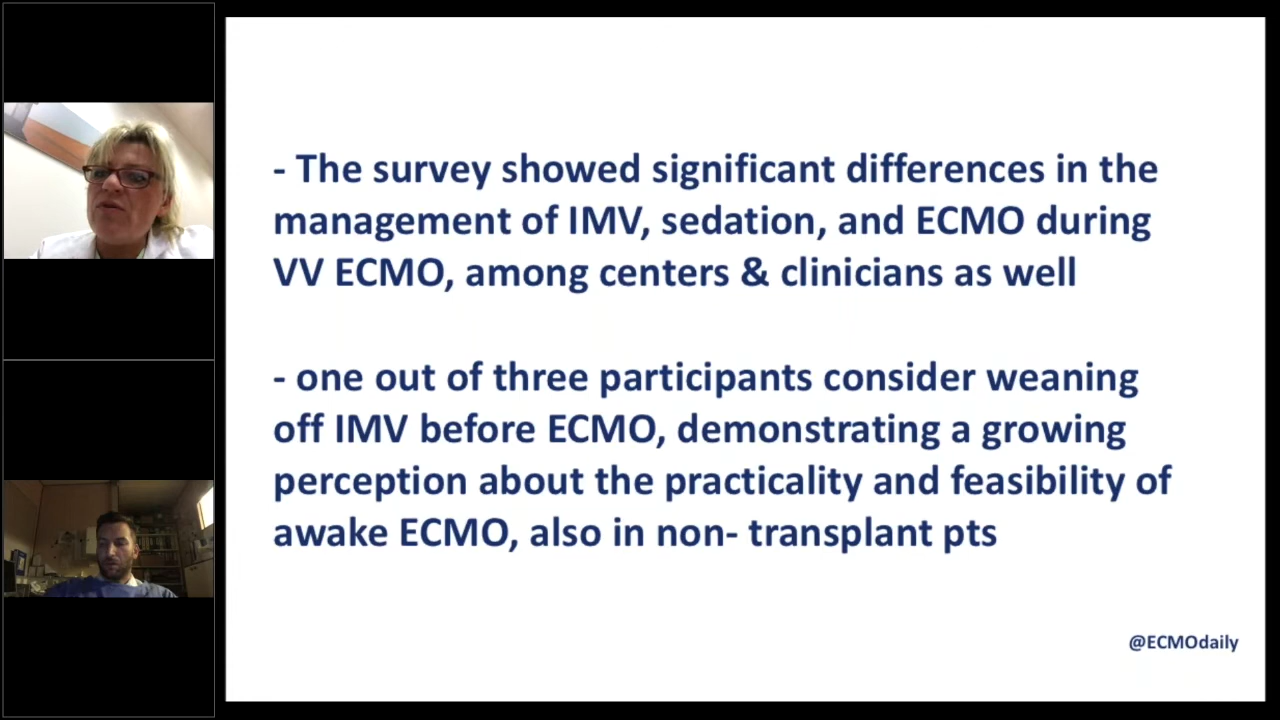 - The survey showed significant differences in the
management of IMV, sedation, and ECMO during
VV ECMO, among centers & clinicians as well
- one out of three participants consider weaning
off IMV before ECMO, demonstrating a growing
perception about the practicality and feasibility of
awake ECMO, also in non- transplant pts
@ECMOdaily